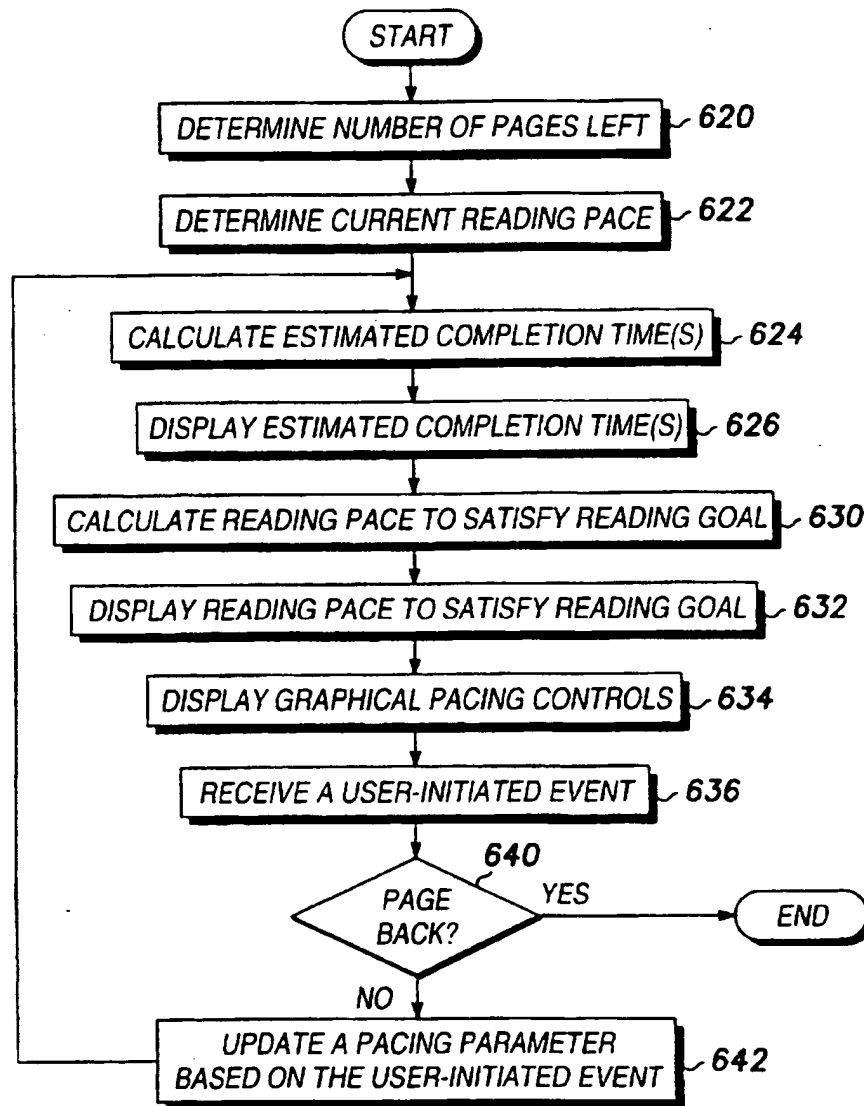 START
DETERMINE NUMBER OF PAGES LEFT 620
DETERMINE CURRENT READING PACE 622
CALCULATE ESTIMATED COMPLETION TIME(S) 624
DISPLAY ESTIMATED COMPLETION TIME(S) 626
CALCULATE READING PACE TO SATISFY READING GOAL 630
DISPLAY READING PACE TO SATISFY READING GOAL 632
DISPLAY GRAPHICAL PACING CONTROLS 634
RECEIVE A USER-INITIATED EVENT 636
640
PAGE
BACK?
YES
END
NO
UPDATE A PACING PARAMETER
BASED ON THE USER-INITIATED EVENT 642